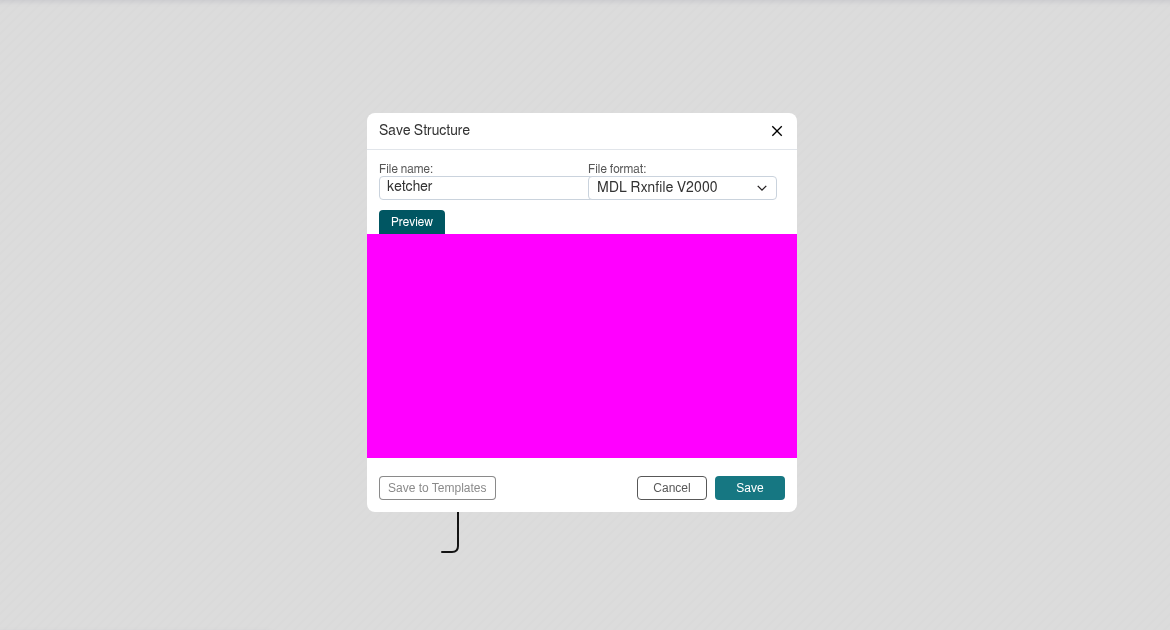 Save Structure
File name:
File format:
ketcher
MDL Rxnfile V2000
Preview
Save to Templates
Cancel
Save